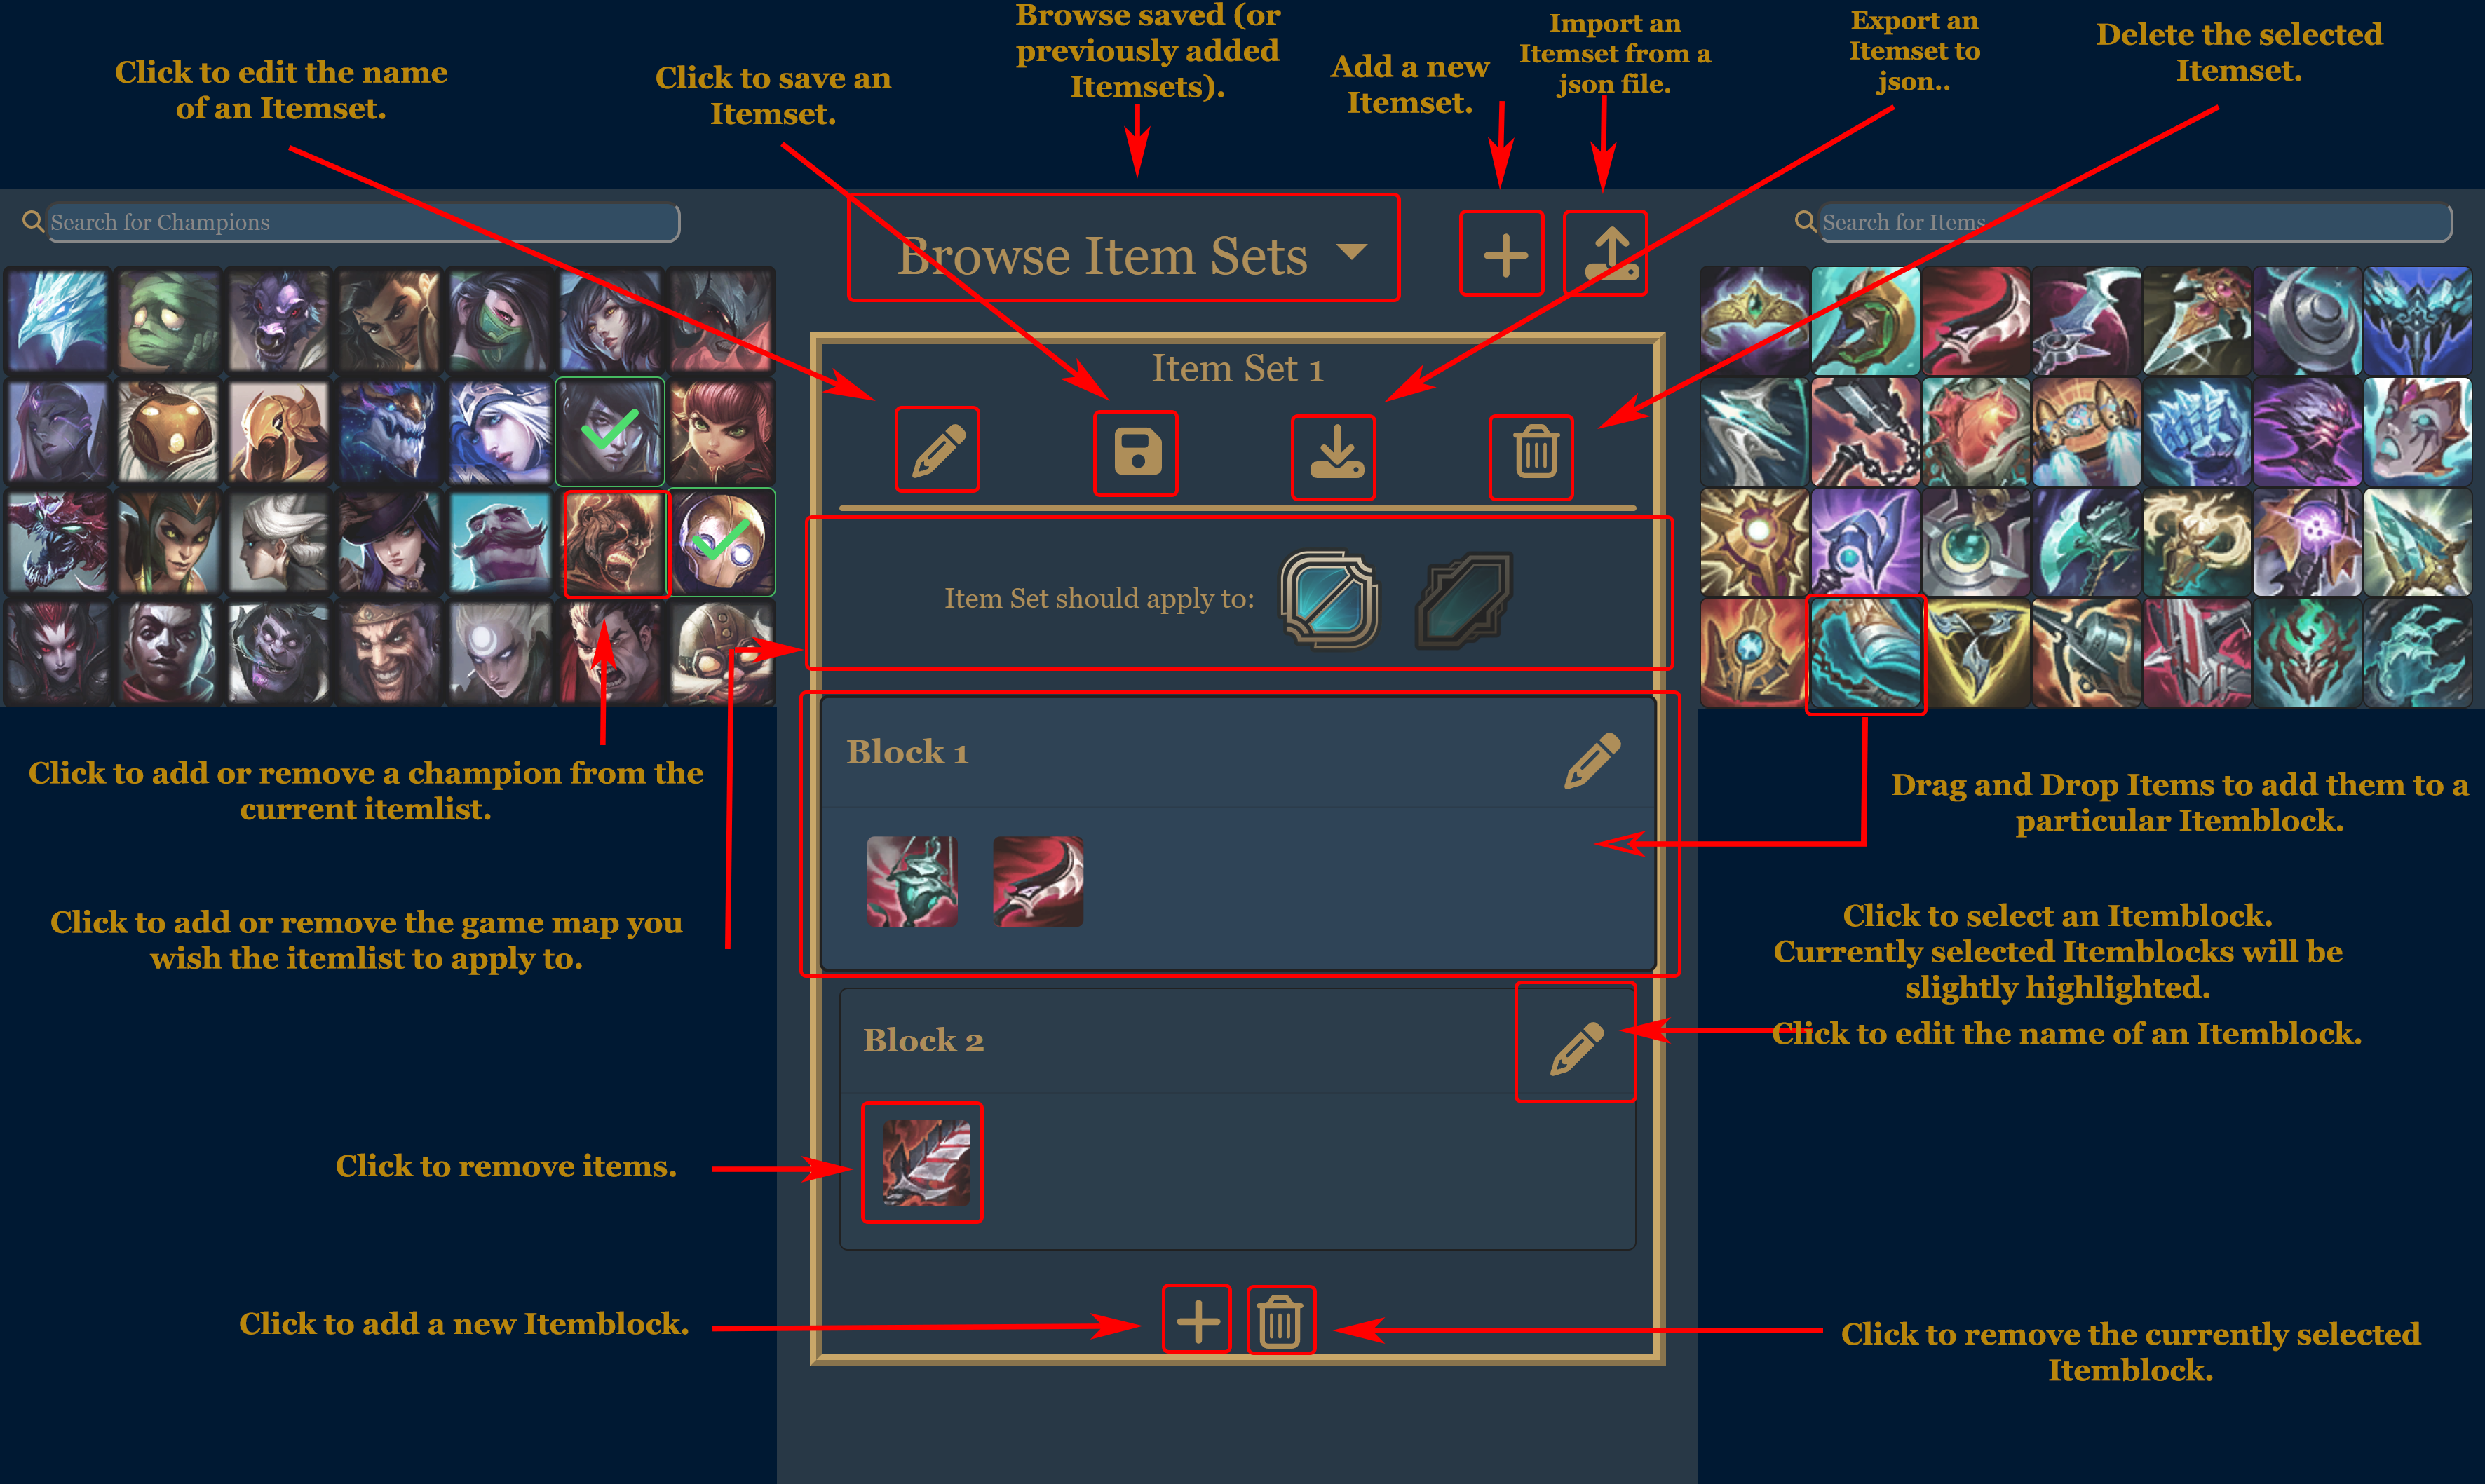 Click to edit the name
of an Itemset.
Click to save an
Itemset.
Browse saved (or
previously added
Itemsets).
Add a new
Itemset.
Import an
Itemset from a
json file.
Export an
Itemset to
json..
Delete the selected
Itemset.
Search for Champions
Browse Item Sets
Search for Items
Item Set 1
Item Set should apply to:
Block 1
Click to add or remove a champion from the
current itemlist.
Drag and Drop Items to add them to a
particular Itemblock.
Click to add or remove the game map you
wish the itemlist to apply to.
Click to select an Itemblock.
Currently selected Itemblocks will be
slightly highlighted.
Click to edit the name of an Itemblock.
Block 2
Click to remove items.
Click to add a new Itemblock.
Click to remove the currently selected
Itemblock.